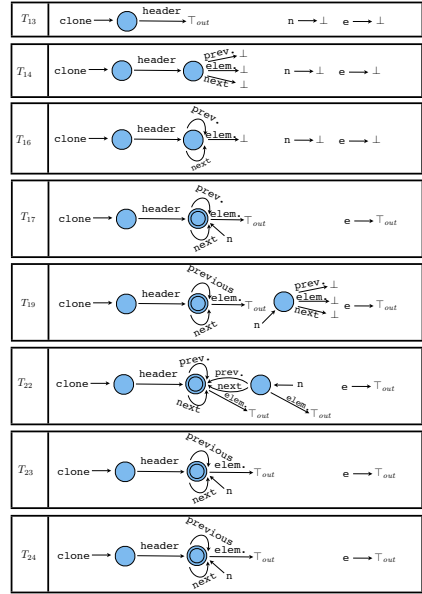 T13 clone header ⊤out n ⊥ e ⊥
T14 clone header prev. ⊥ elem. ⊥ next ⊥ n ⊥ e ⊥
T16 clone header prev. elem. ⊥ next n ⊥ e ⊥
T17 clone header prev. elem. ⊤out next n e ⊤out
T19 clone header previous elem. ⊤out next n prev. ⊥ elem. ⊥ next ⊥ e ⊤out
T22 clone header prev. next elem. ⊤out prev. next elem. ⊤out n e ⊤out
T23 clone header previous elem. ⊤out next n e ⊤out
T24 clone header previous elem. ⊤out next n e ⊤out